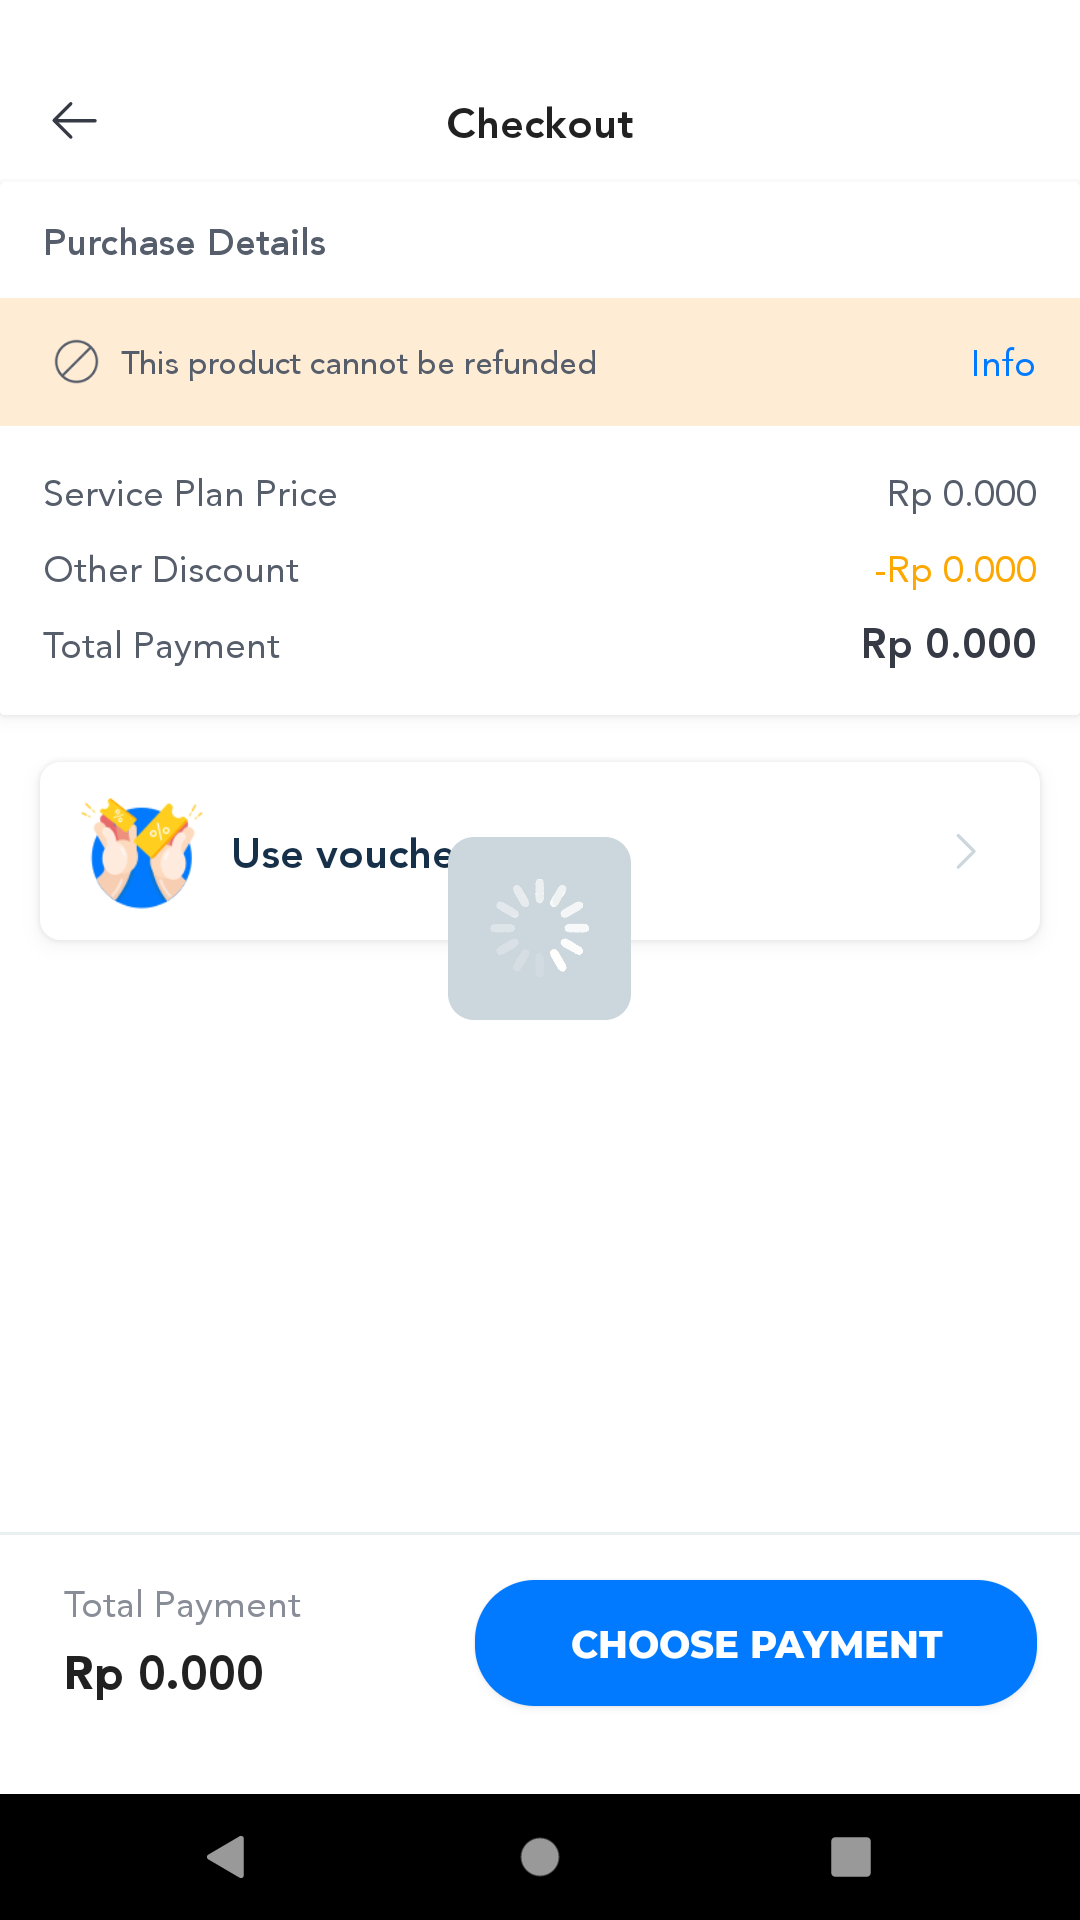 Checkout
Purchase Details
This product cannot be refunded
Info
Service Plan Price
Rp 0.000
Other Discount
-Rp 0.000
Total Payment
Rp 0.000
% %
Use vouche
Total Payment
Rp 0.000
CHOOSE PAYMENT